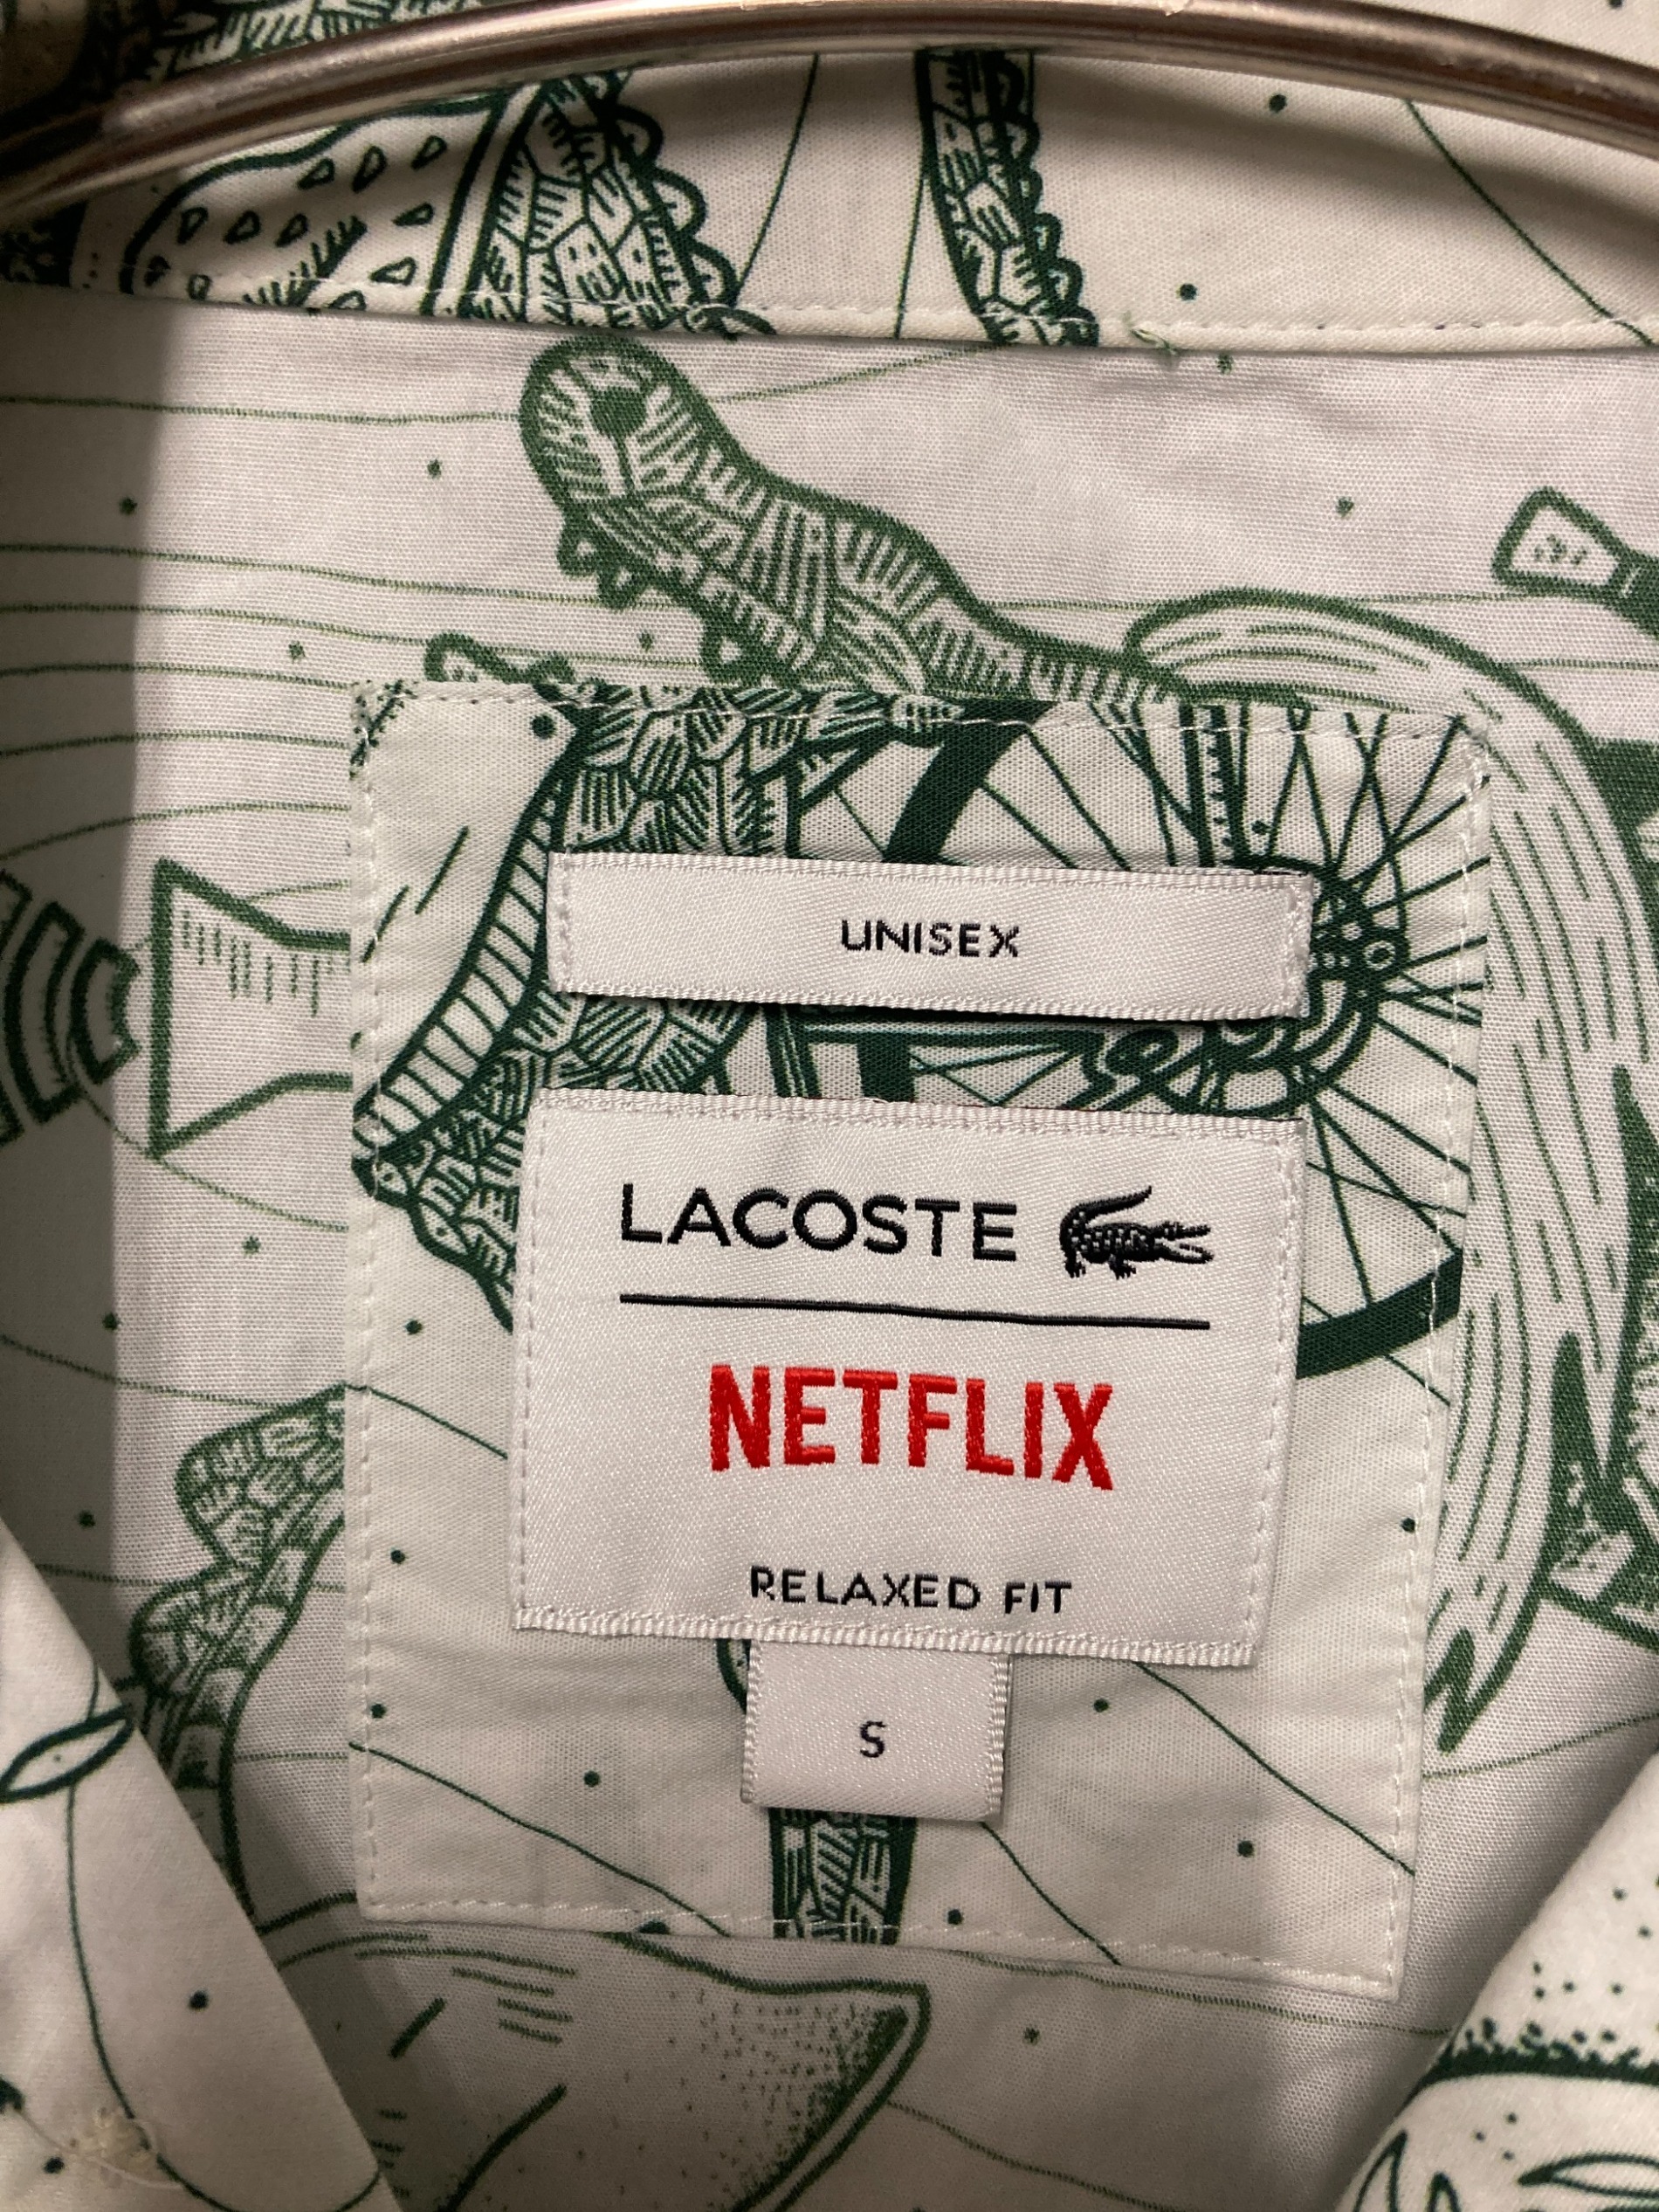 UNISEX
LACOSTE
NETFLIX
RELAXED FIT
S